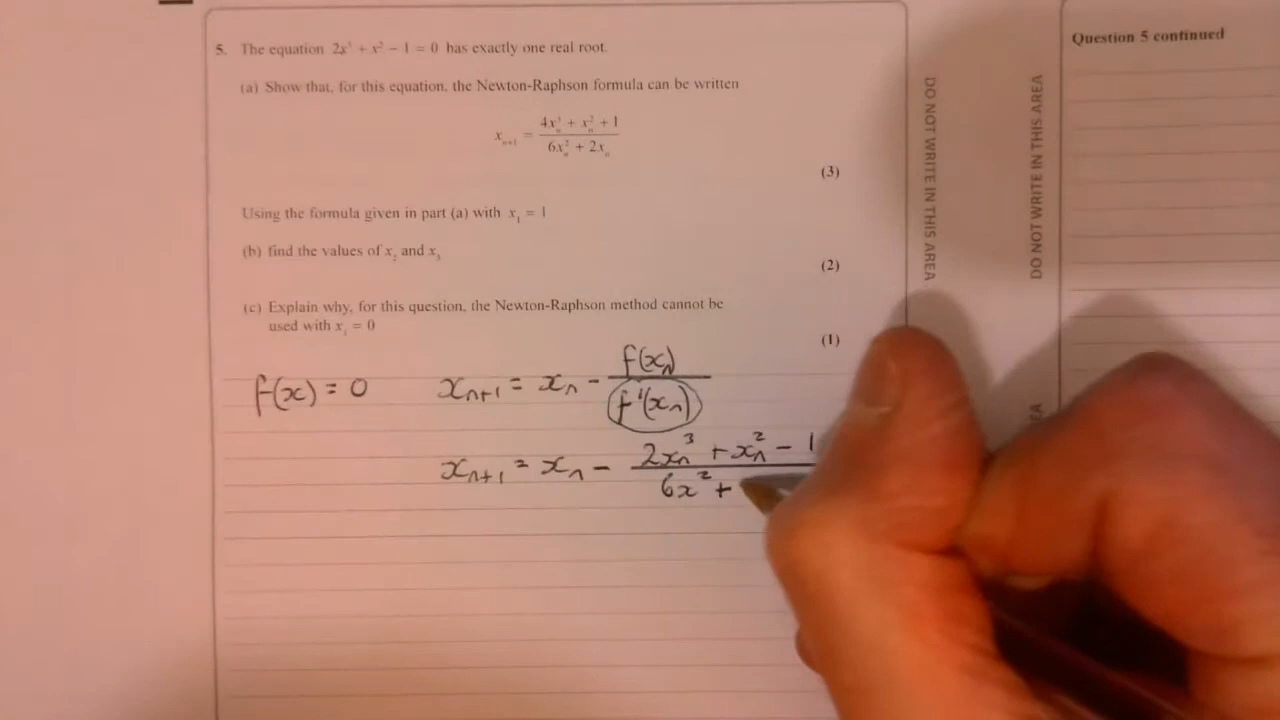 5. The equation 2x³ + x² − 1 = 0 has exactly one real root.
(a) Show that, for this equation, the Newton-Raphson formula can be written
xₙ₊₁ = (4xₙ³ + xₙ² + 1) / (6xₙ² + 2xₙ)
(3)
Using the formula given in part (a) with x₁ = 1
(b) find the values of x₂ and x₃
(2)
(c) Explain why, for this question, the Newton-Raphson method cannot be
used with x₁ = 0
(1)
f(x) = 0 xₙ₊₁ = xₙ − f(xₙ) / f'(xₙ)
xₙ₊₁ = xₙ − (2xₙ³ + xₙ² − 1) / (6x² +
DO NOT WRITE IN THIS AREA
DO NOT WRITE IN THIS AREA
EA
Question 5 continued